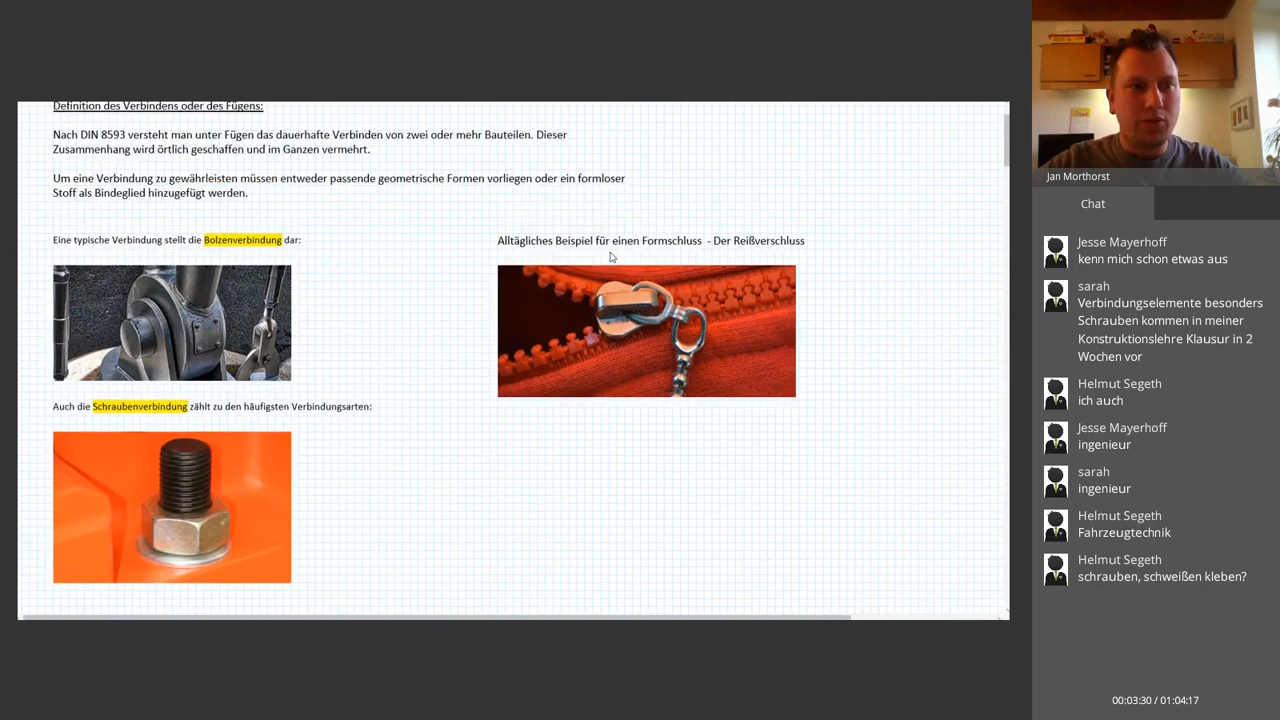 Definition des Verbindens oder des Fügens:
Nach DIN 8593 versteht man unter Fügen das dauerhafte Verbinden von zwei oder mehr Bauteilen. Dieser
Zusammenhang wird örtlich geschaffen und im Ganzen vermehrt.
Um eine Verbindung zu gewährleisten müssen entweder passende geometrische Formen vorliegen oder ein formloser
Stoff als Bindeglied hinzugefügt werden.
Eine typische Verbindung stellt die Bolzenverbindung dar:
Auch die Schraubenverbindung zählt zu den häufigsten Verbindungsarten:
Alltägliches Beispiel für einen Formschluss - Der Reißverschluss
Jan Morthorst
Chat
Jesse Mayerhoff
kenn mich schon etwas aus
sarah
Verbindungselemente besonders
Schrauben kommen in meiner
Konstruktionslehre Klausur in 2
Wochen vor
Helmut Segeth
ich auch
Jesse Mayerhoff
ingenieur
sarah
ingenieur
Helmut Segeth
Fahrzeugtechnik
Helmut Segeth
schrauben, schweißen kleben?
00:03:30 / 01:04:17